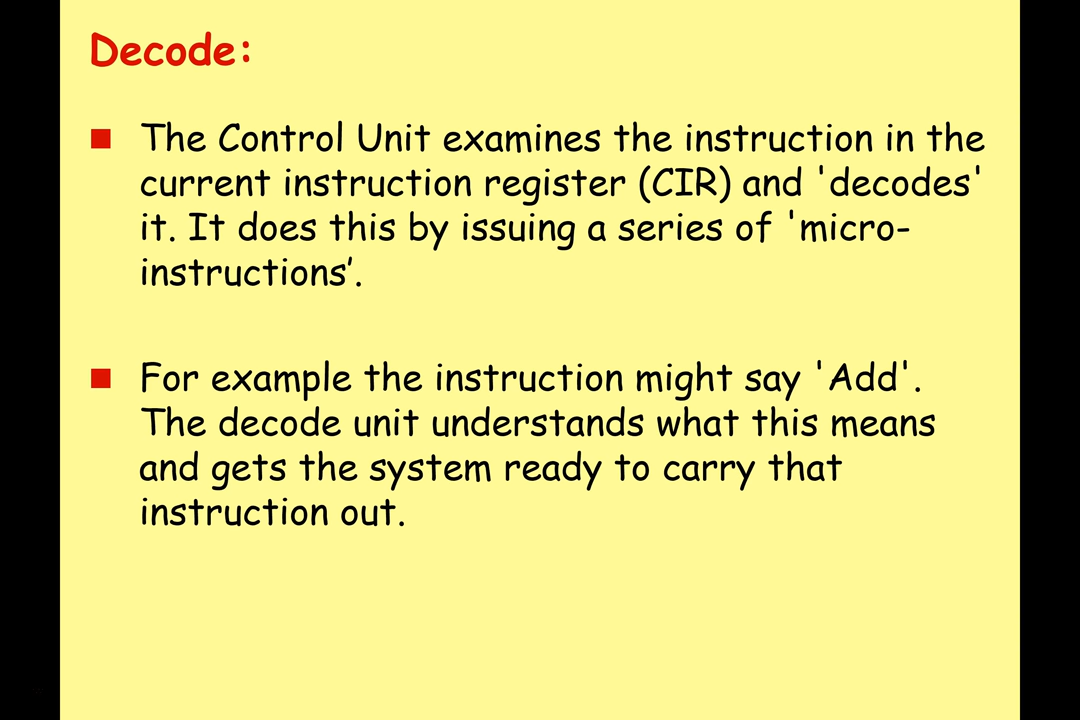 Decode:
The Control Unit examines the instruction in the
current instruction register (CIR) and 'decodes'
it. It does this by issuing a series of 'micro-
instructions’.
For example the instruction might say 'Add'.
The decode unit understands what this means
and gets the system ready to carry that
instruction out.